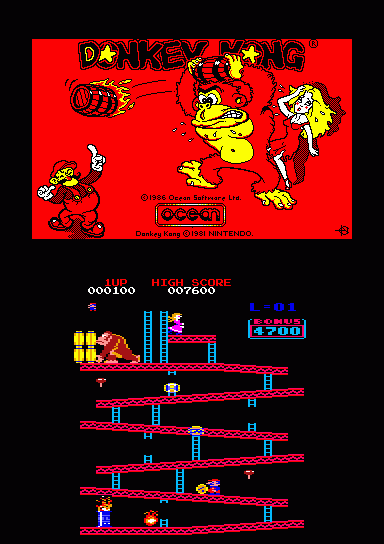 DONKEY KONG®
©1986 Ocean Software Ltd.
ocean
Donkey Kong ©1981 NINTENDO.
1UP HIGH SCORE
000100 007600
L=01
BONUS
4700